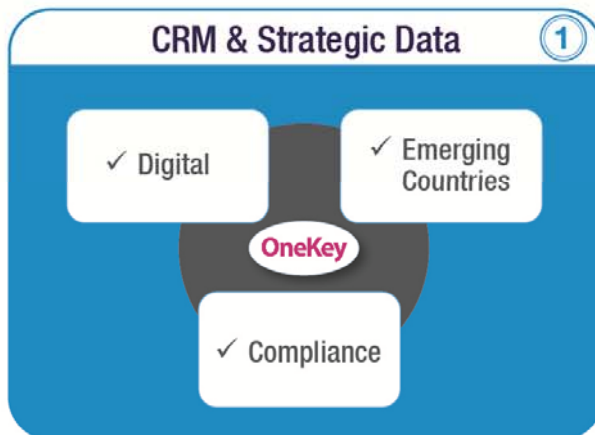 CRM & Strategic Data
1
✓ Digital
✓ Emerging
Countries
OneKey
✓ Compliance